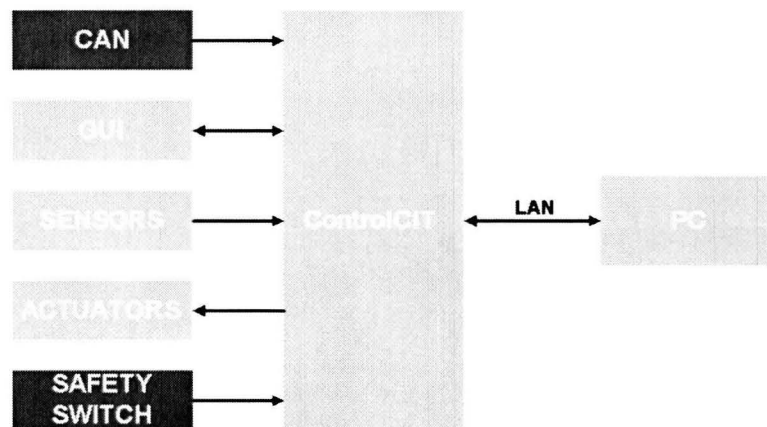 CAN
GUI
SENSORS
ControlCIT
LAN
PC
ACTUATORS
SAFETY
SWITCH